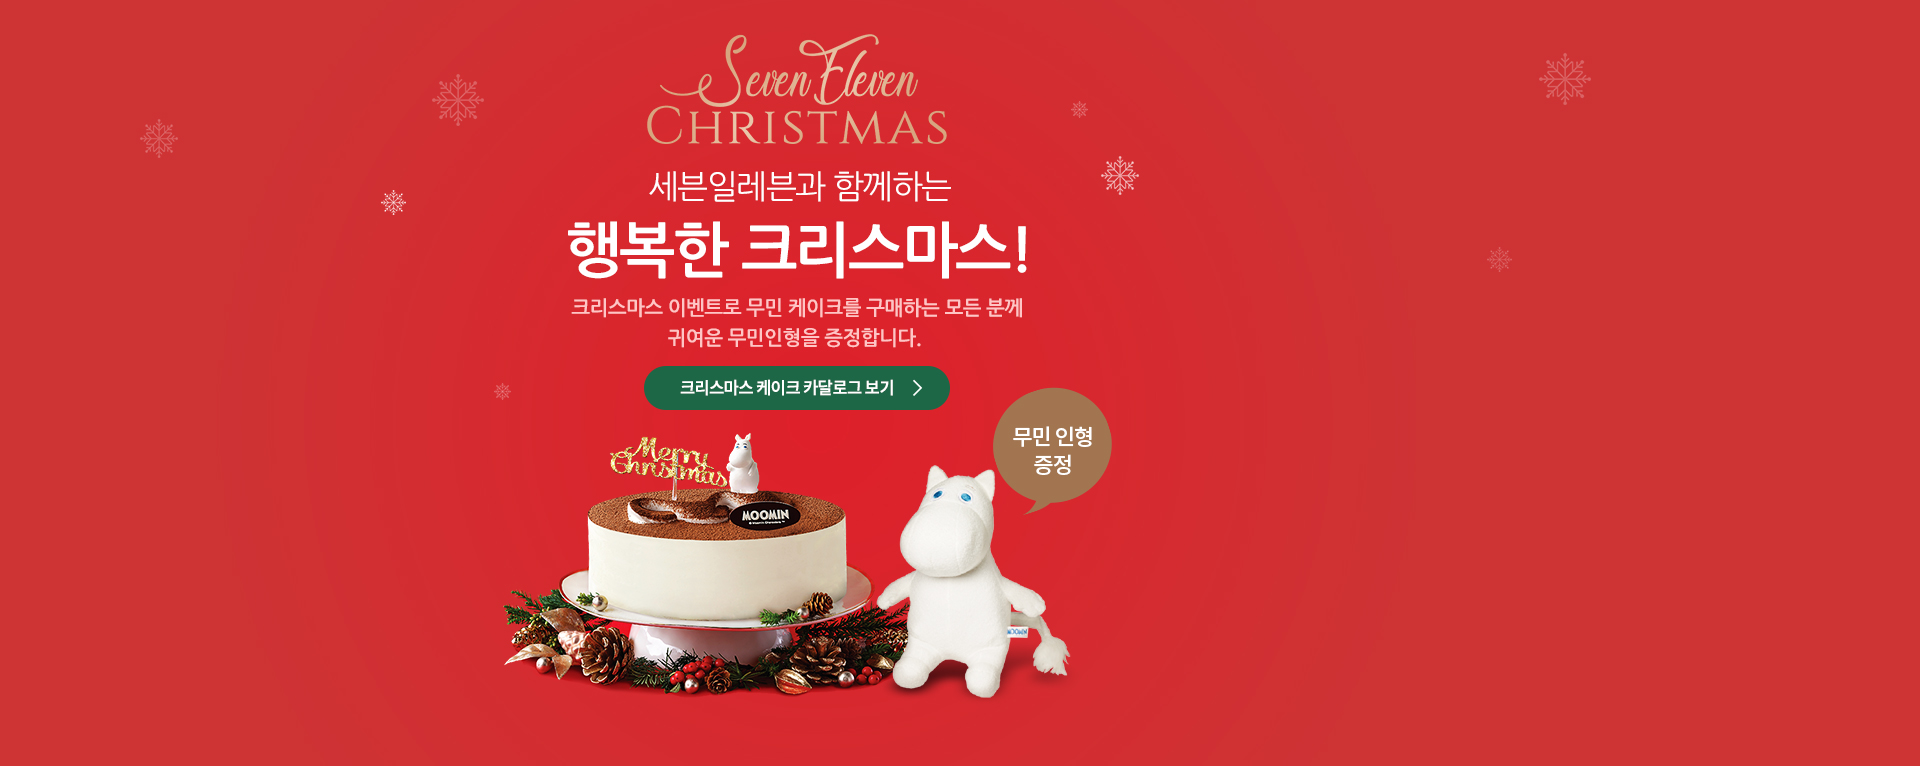 Seven Eleven
CHRISTMAS
세븐일레븐과 함께하는
행복한 크리스마스!
크리스마스 이벤트로 무민 케이크를 구매하는 모든 분께
귀여운 무민인형을 증정합니다.
크리스마스 케이크 카달로그 보기
무민 인형
증정
Merry
Christmas
MOOMIN
MOOMIN